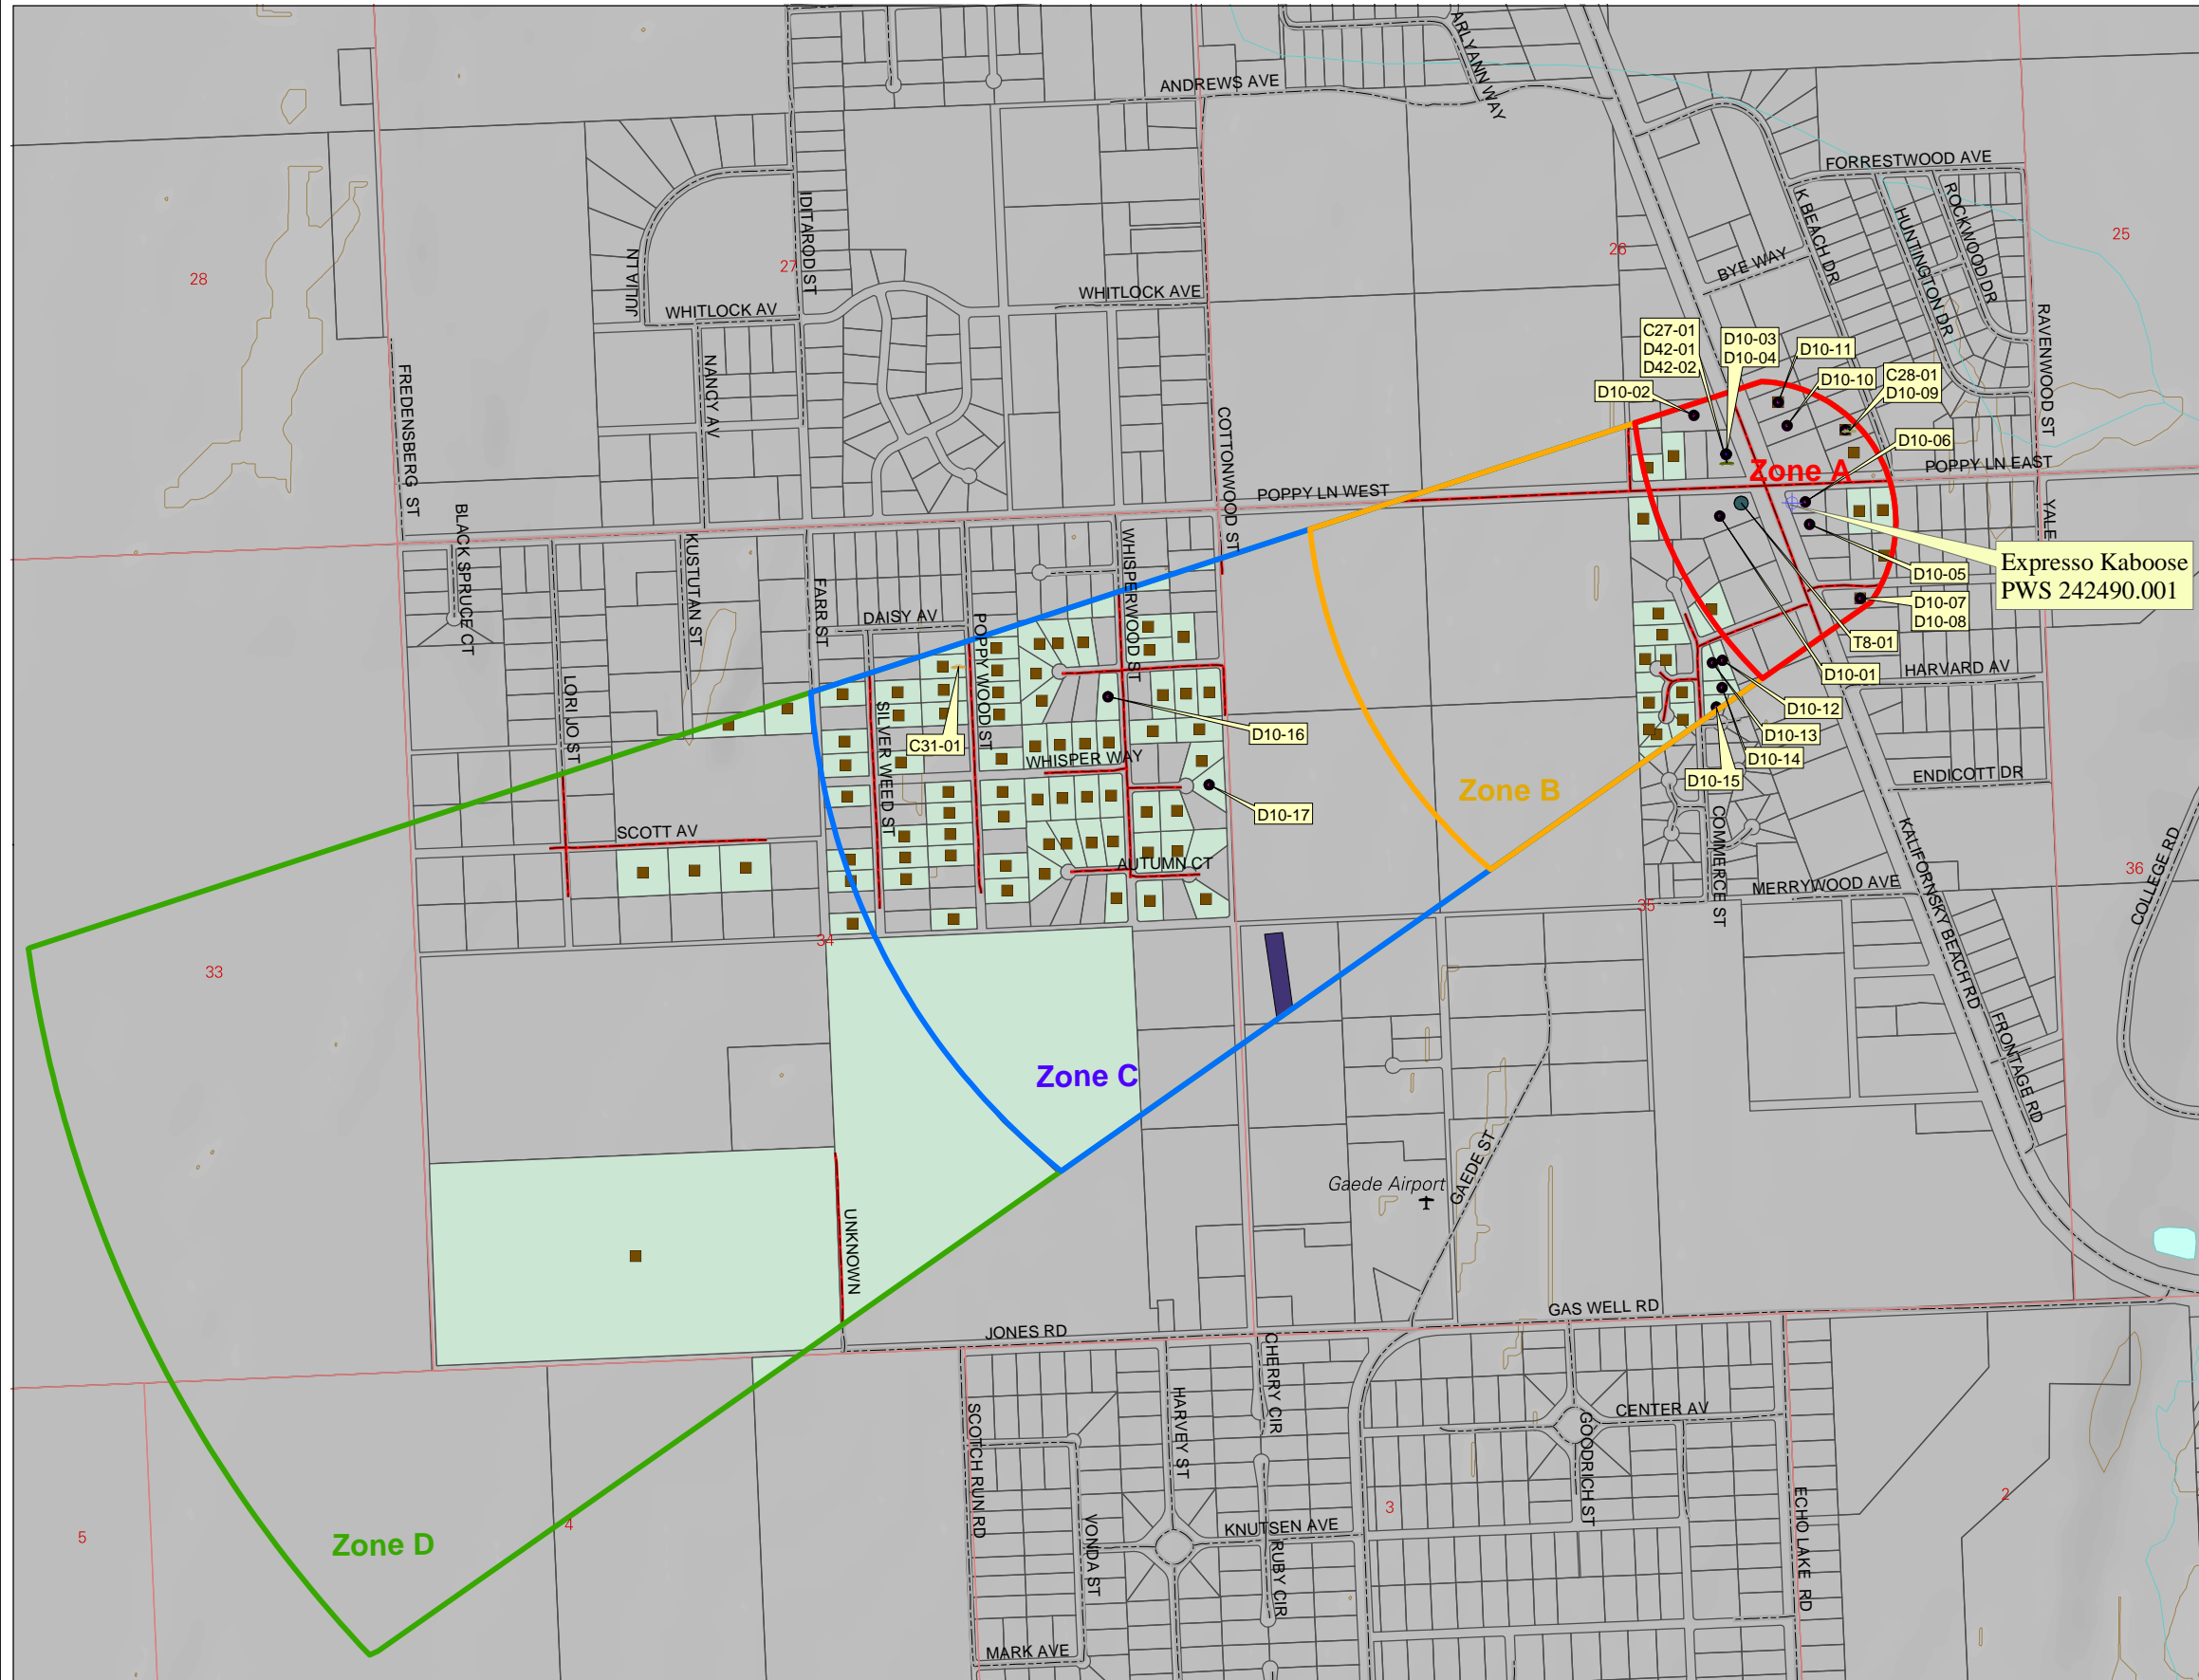 ARLYANN WAY
ANDREWS AVE
FORRESTWOOD AVE
ROCKWOOD DR
K BEACH DR
HUNTINGTON DR
25
IDITAROD ST
26
BYE WAY
27
28
JULIA LN
WHITLOCK AVE
WHITLOCK AV
RAVENWOOD ST
C27-01
D42-01
D42-02
D10-03
D10-04
D10-11
NANCY AV
FREDENSBERG ST
D10-10
C28-01
D10-09
D10-02
COTTONWOOD ST
D10-06
Zone A
POPPY LN EAST
POPPY LN WEST
YALE
BLACK SPRUCE CT
KUSTUTAN ST
WHISPERWOOD ST
Expresso Kaboose
PWS 242490.001
D10-05
FARR ST
DAISY AV
POPPY WOOD ST
D10-07
D10-08
T8-01
HARVARD AV
D10-01
LORI JO ST
SILVER WEED ST
D10-12
D10-16
D10-13
C31-01
D10-14
WHISPER WAY
D10-15
ENDICOTT DR
Zone B
D10-17
COMMERCE ST
KALIFORNSKY BEACH RD
SCOTT AV
COLLEGE RD
AUTUMN CT
36
MERRYWOOD AVE
35
34
33
FRONTAGE RD
Zone C
GAEDE ST
Gaede Airport
UNKNOWN
GAS WELL RD
JONES RD
CHERRY CIR
HARVEY ST
SCOTCH RUN RD
CENTER AV
GOODRICH ST
ECHO LAKE RD
2
3
4
5
KNUTSEN AVE
VONDA ST
RUBY CIR
Zone D
MARK AVE